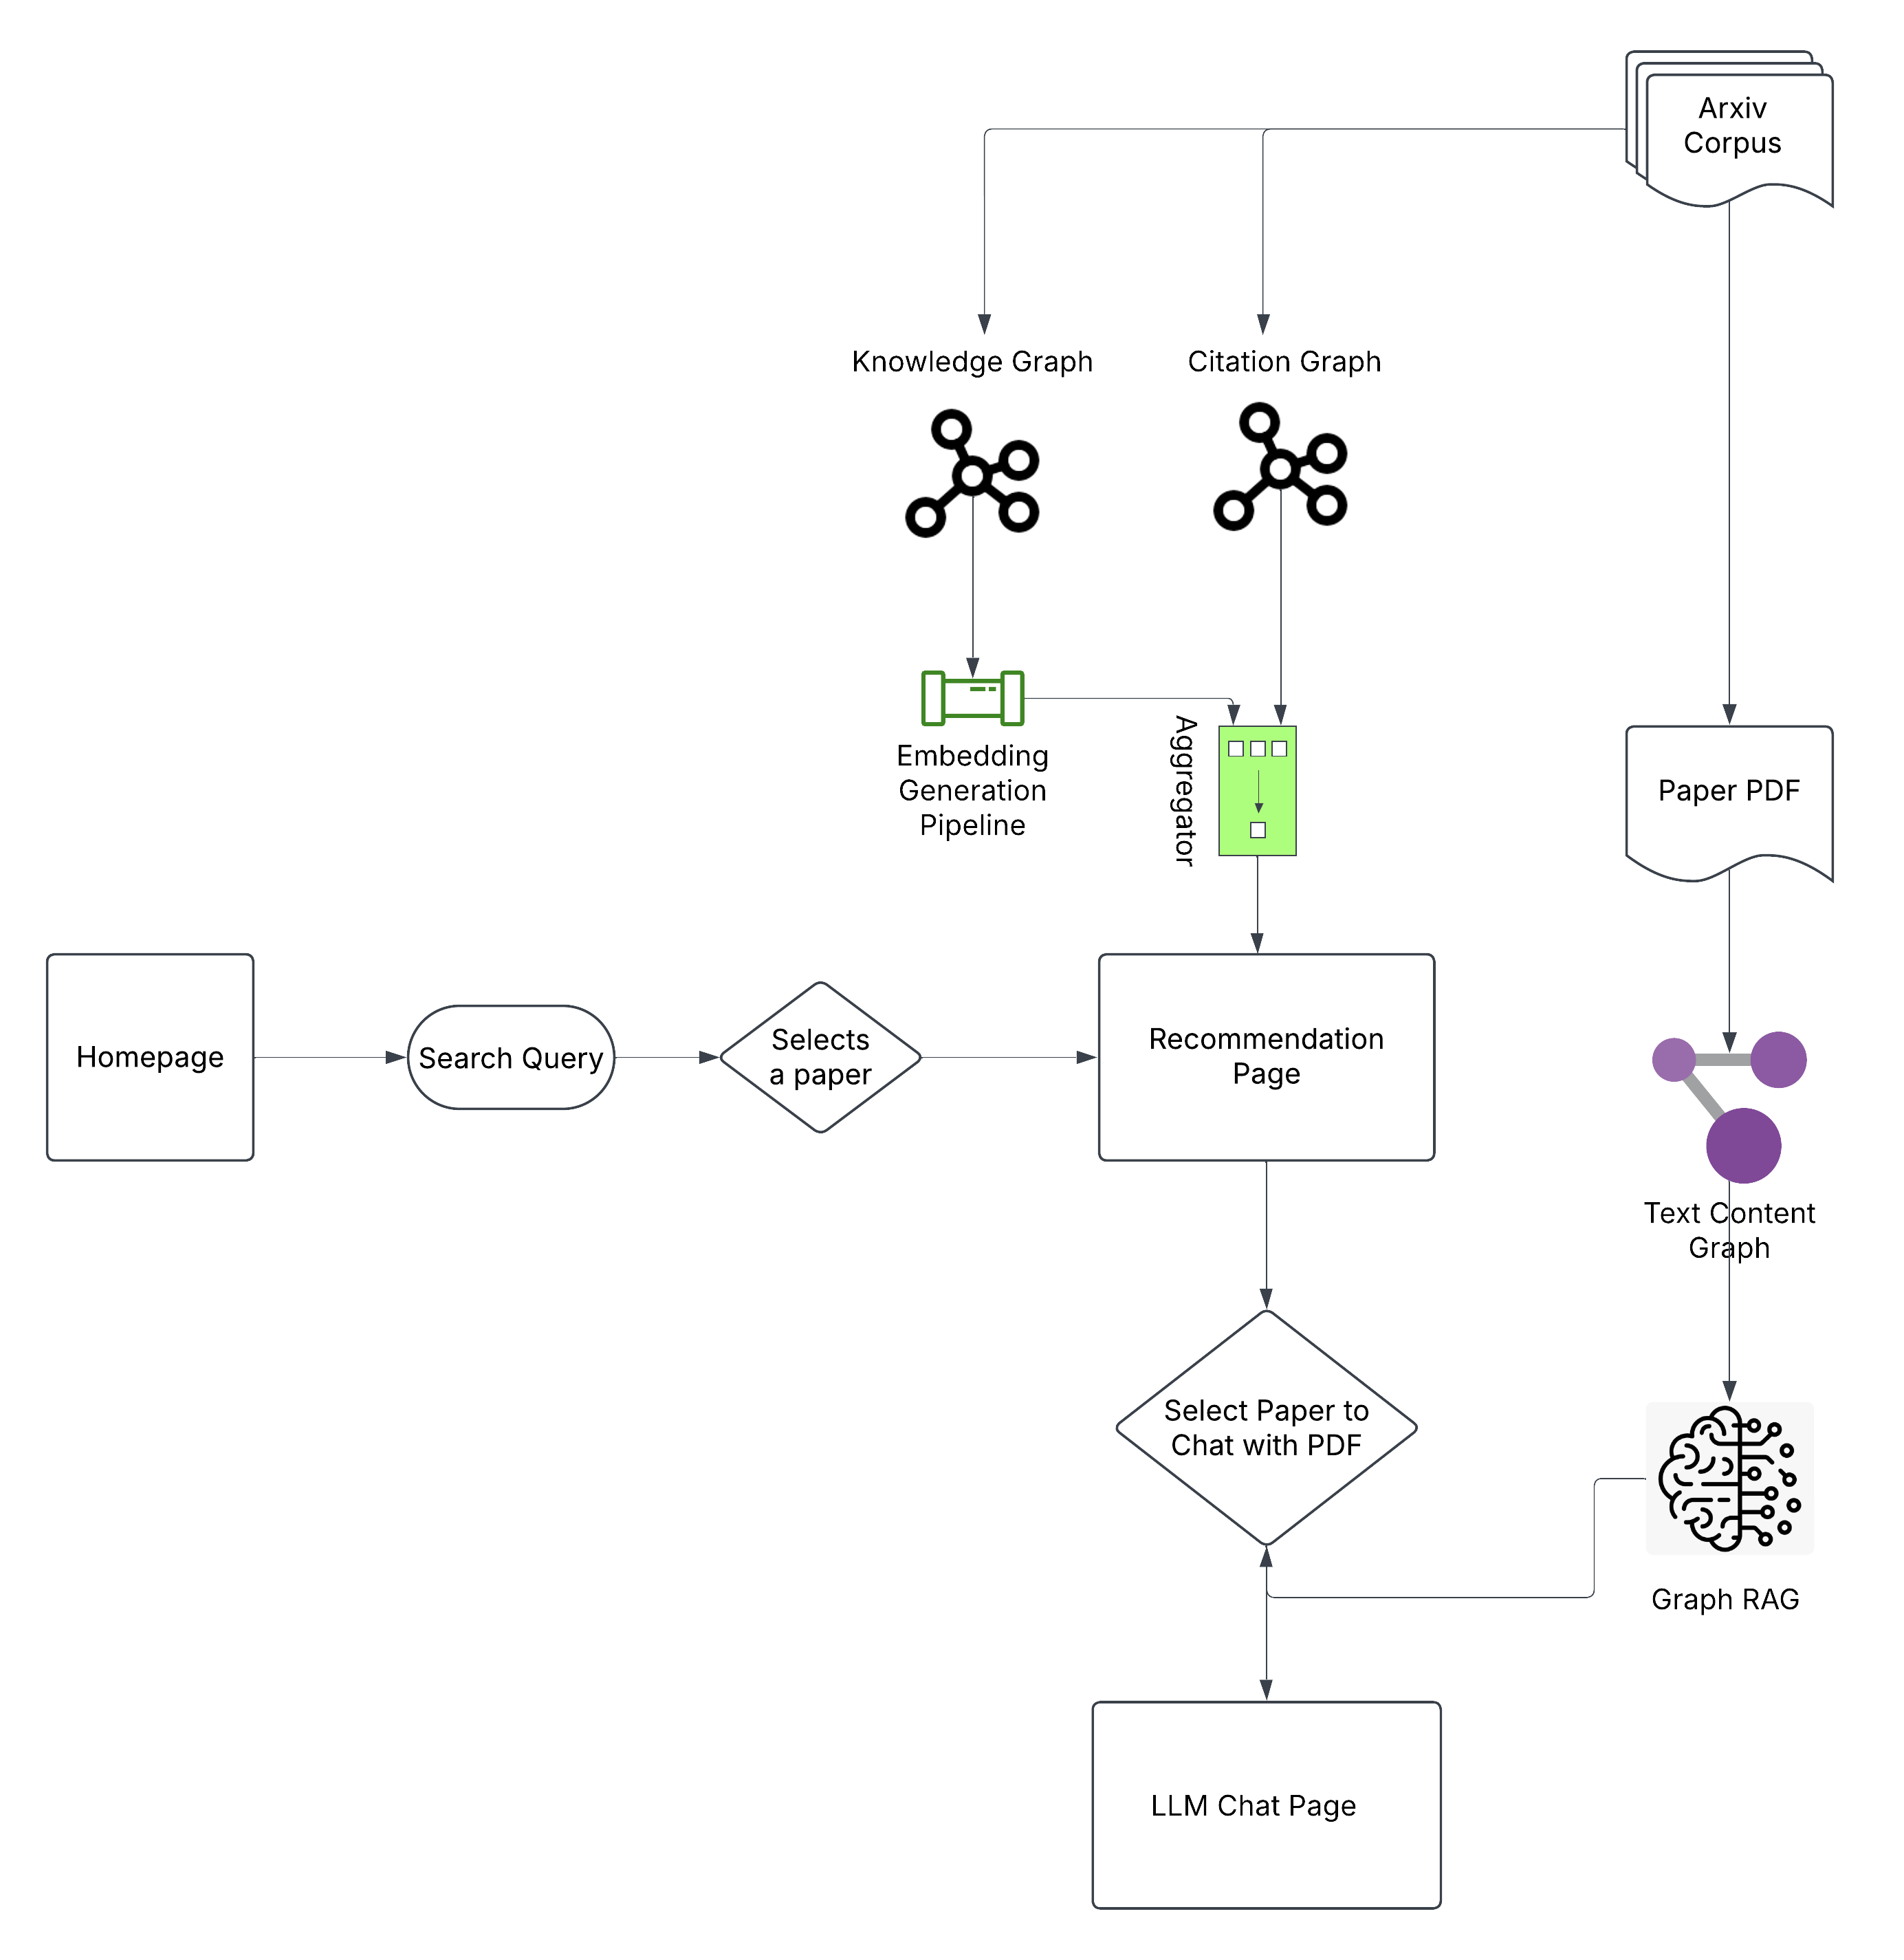 Arxiv
Corpus
Knowledge Graph
Citation Graph
Embedding
Generation
Pipeline
Aggregator
Paper PDF
Homepage
Search Query
Selects
a paper
Recommendation
Page
Text Content
Graph
Select Paper to
Chat with PDF
Graph RAG
LLM Chat Page